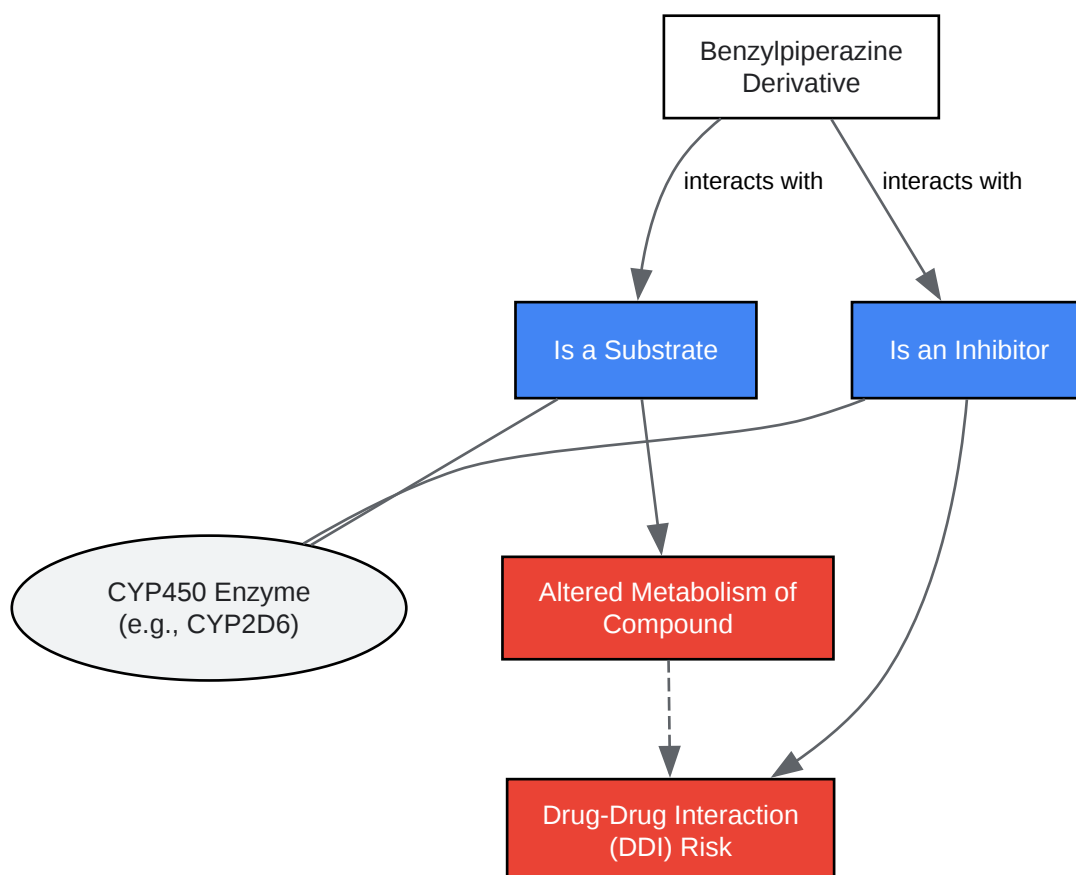 Benzylpiperazine
Derivative
interacts with
interacts with
Is a Substrate
Is an Inhibitor
CYP450 Enzyme
(e.g., CYP2D6)
Altered Metabolism of
Compound
Drug-Drug Interaction
(DDI) Risk